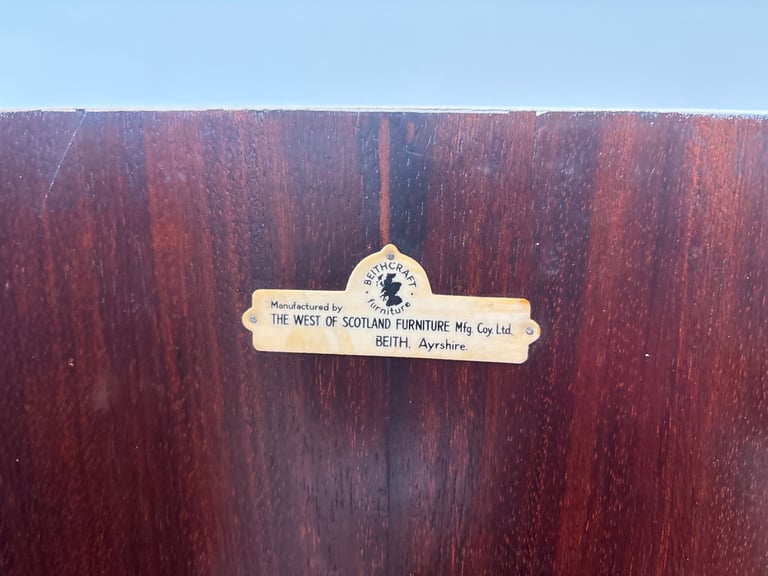 BEITHCRAFT
furniture
Manufactured by
THE WEST OF SCOTLAND FURNITURE Mfg. Coy. Ltd.
BEITH, Ayrshire.